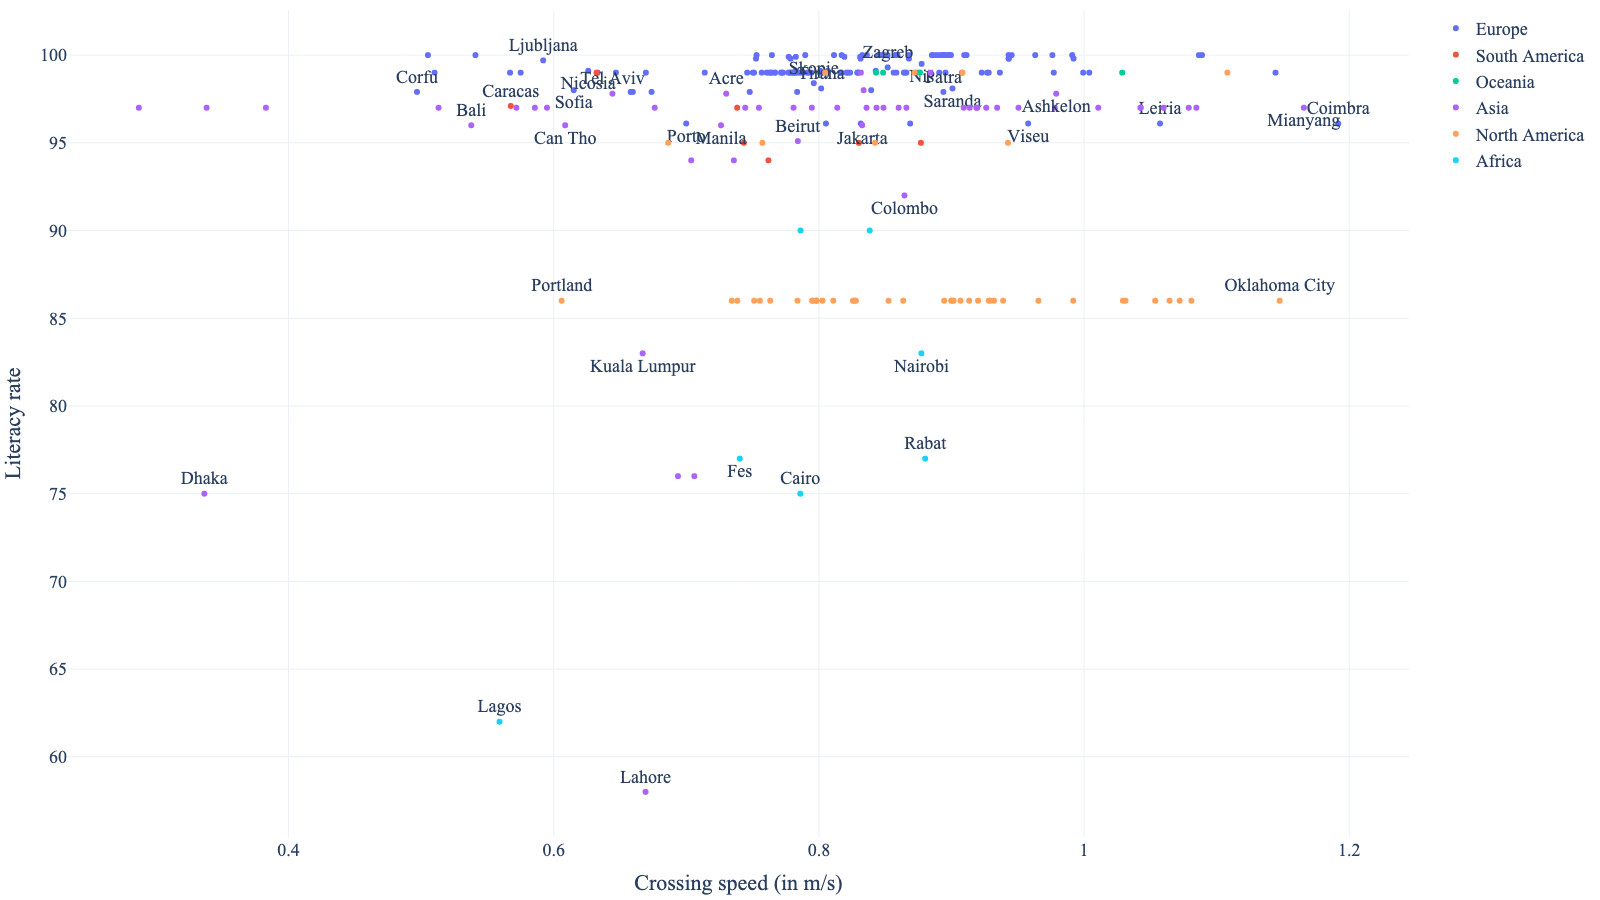 Europe
South America
Oceania
Asia
North America
Africa
100
95
90
85
80
75
70
65
60
Literacy rate
Ljubljana
Zagreb
Corfu
Caracas
Nicosia
Tel Aviv
Acre
Skopje
Tirana
Nis
Istra
Bali
Sofia
Saranda
Ashkelon
Leiria
Coimbra
Mianyang
Can Tho
Porto
Manila
Beirut
Jakarta
Viseu
Colombo
Portland
Oklahoma City
Kuala Lumpur
Nairobi
Rabat
Fes
Cairo
Dhaka
Lagos
Lahore
0.4
0.6
0.8
1
1.2
Crossing speed (in m/s)